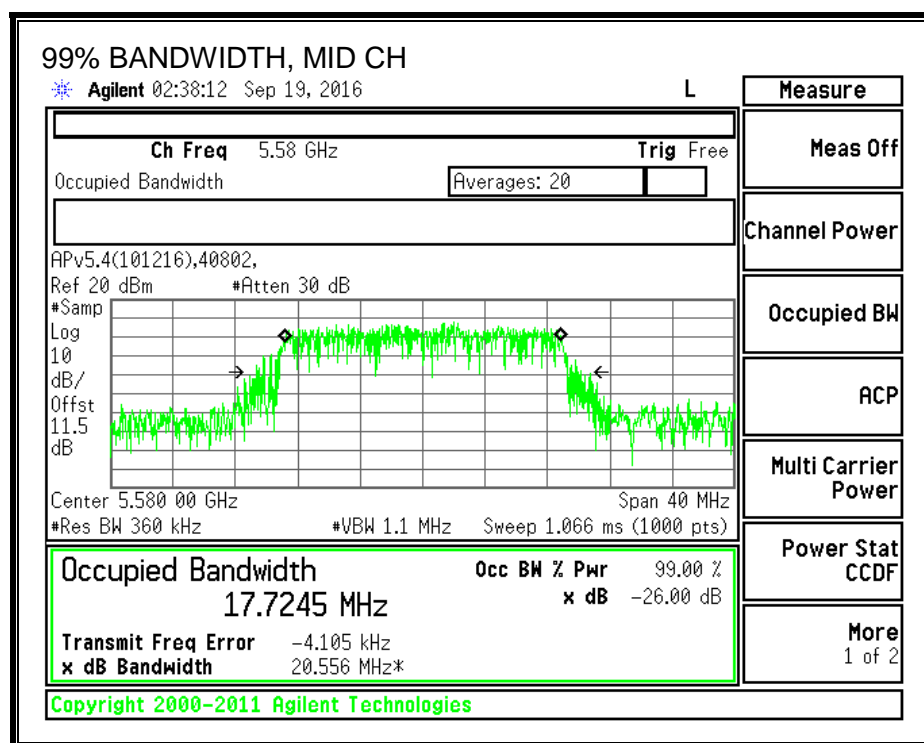 99% BANDWIDTH, MID CH
Agilent 02:38:12 Sep 19, 2016 L
Measure
Ch Freq 5.58 GHz Trig Free
Meas Off
Occupied Bandwidth Averages: 20
Channel Power
APv5.4(101216),40802,
Ref 20 dBm #Atten 30 dB
#Samp
Log
10
dB/
Offst
11.5
dB
Occupied BW
ACP
Multi Carrier
Power
Center 5.580 00 GHz Span 40 MHz
#Res BW 360 kHz #VBW 1.1 MHz Sweep 1.066 ms (1000 pts)
Power Stat
CCDF
Occupied Bandwidth Occ BW % Pwr 99.00 %
17.7245 MHz x dB -26.00 dB
Transmit Freq Error -4.105 kHz
x dB Bandwidth 20.556 MHz*
More
1 of 2
Copyright 2000-2011 Agilent Technologies